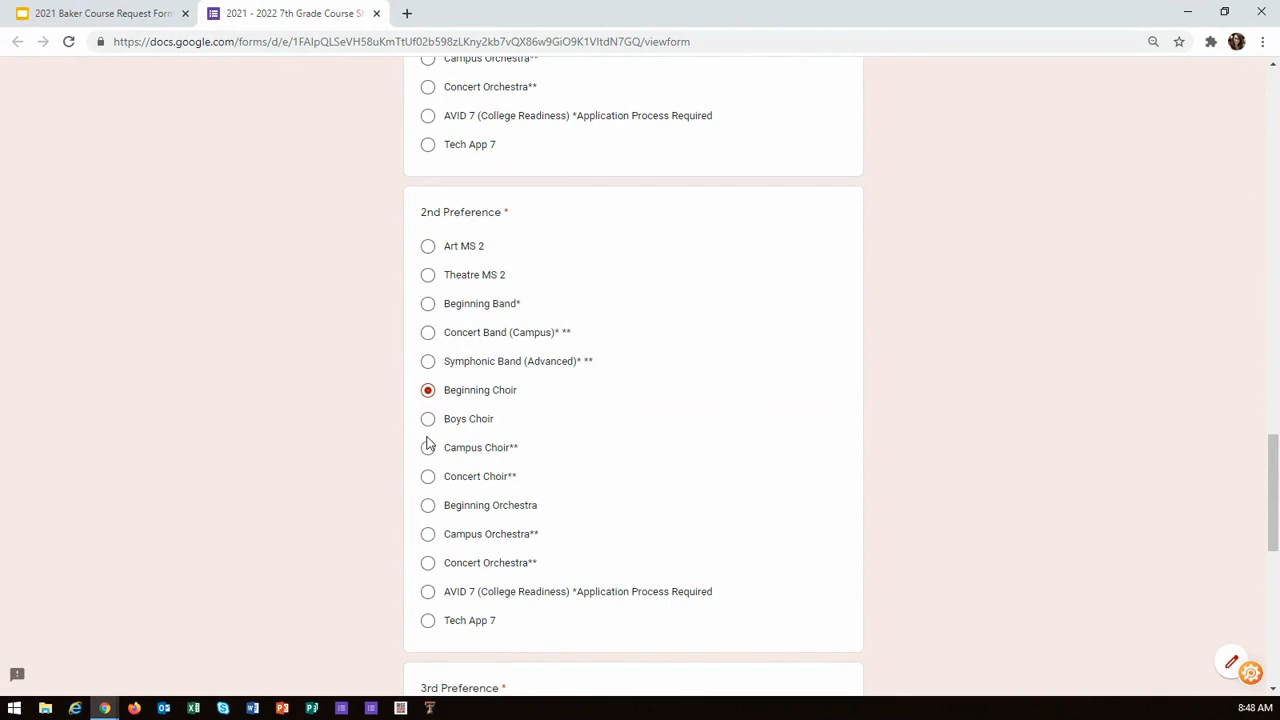 2021 Baker Course Request Form
2021 - 2022 7th Grade Course S
https://docs.google.com/forms/d/e/1FAIpQLSeVH58uKmTtUf02b598zLKny2kb7vQX86w9GiO9K1VItdN7GQ/viewform
Campus Orchestra**
Concert Orchestra**
AVID 7 (College Readiness) *Application Process Required
Tech App 7
2nd Preference *
Art MS 2
Theatre MS 2
Beginning Band*
Concert Band (Campus)* **
Symphonic Band (Advanced)* **
Beginning Choir
Boys Choir
Campus Choir**
Concert Choir**
Beginning Orchestra
Campus Orchestra**
Concert Orchestra**
AVID 7 (College Readiness) *Application Process Required
Tech App 7
3rd Preference *
8:48 AM